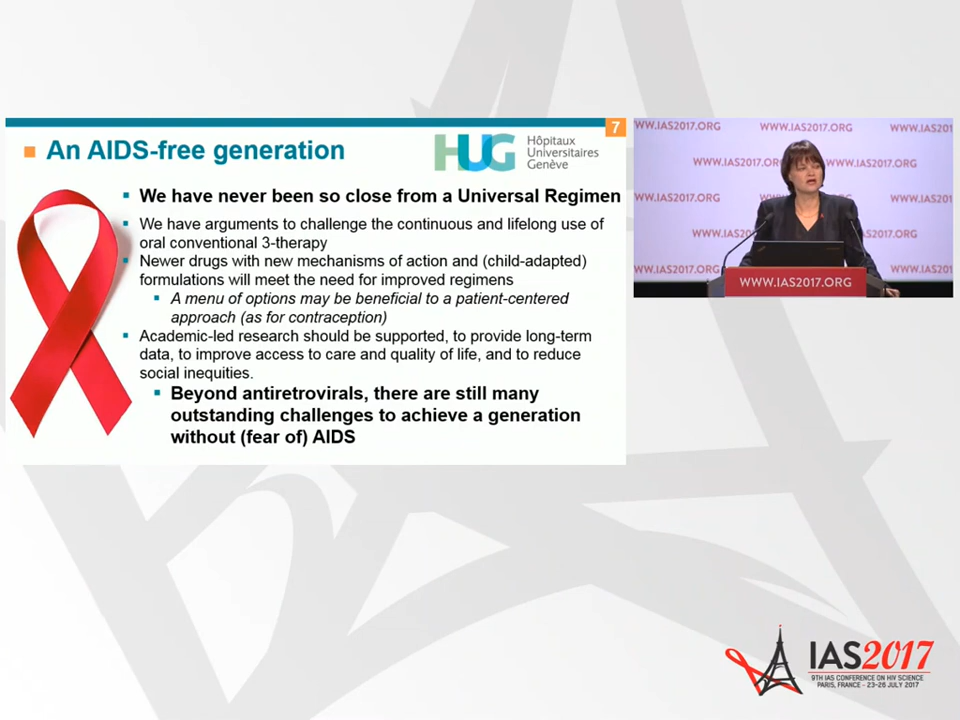 7
An AIDS-free generation
HUG
Hôpitaux
Universitaires
Genève
We have never been so close from a Universal Regimen
We have arguments to challenge the continuous and lifelong use of
oral conventional 3-therapy
Newer drugs with new mechanisms of action and (child-adapted)
formulations will meet the need for improved regimens
A menu of options may be beneficial to a patient-centered
approach (as for contraception)
Academic-led research should be supported, to provide long-term
data, to improve access to care and quality of life, and to reduce
social inequities.
Beyond antiretrovirals, there are still many
outstanding challenges to achieve a generation
without (fear of) AIDS
WWW.IAS2017.ORG
WWW.IAS2017.ORG
WWW.IAS2017.ORG
IAS2017
9TH IAS CONFERENCE ON HIV SCIENCE
PARIS, FRANCE - 23-26 JULY 2017